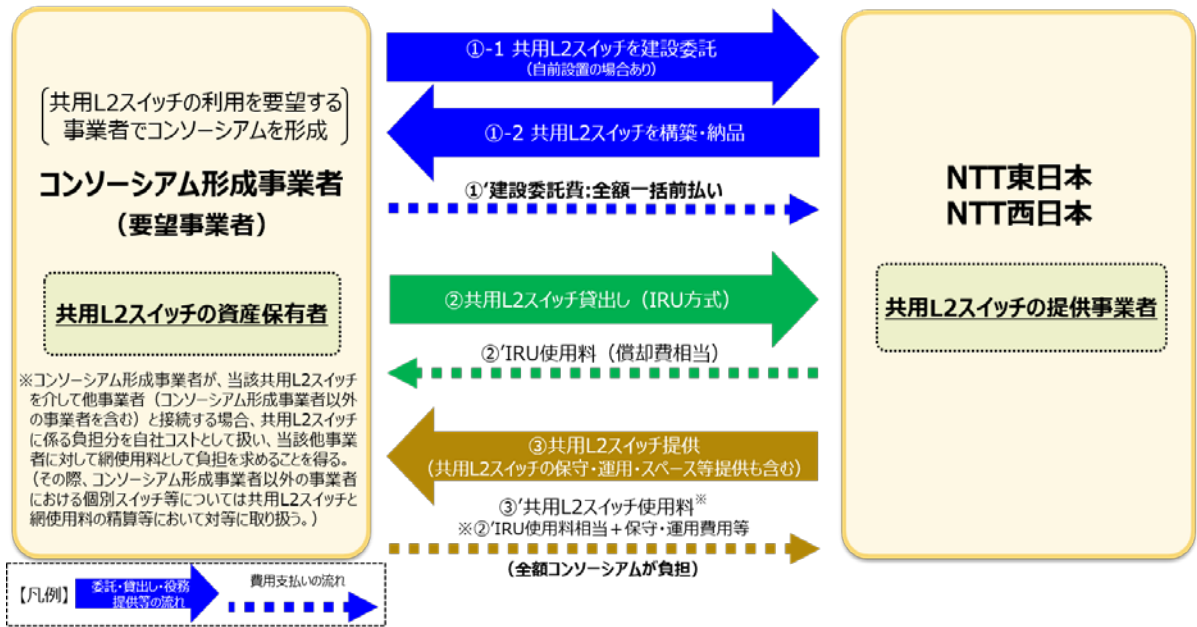 共用L2スイッチの利用を要望する
事業者でコンソーシアムを形成
コンソーシアム形成事業者
（要望事業者）
共用L2スイッチの資産保有者
※コンソーシアム形成事業者が、当該共用L2スイッチ
を介して他事業者（コンソーシアム形成事業者以外
の事業者を含む）と接続する場合、共用L2スイッチ
に係る負担分を自社コストとして扱い、当該他事業
者に対して網使用料として負担を求めることを得る。
（その際、コンソーシアム形成事業者以外の事業者
における個別スイッチ等については共用L2スイッチと
網使用料の精算等において対等に取り扱う。）
①-1 共用L2スイッチを建設委託
（自前設置の場合あり）
①-2 共用L2スイッチを構築・納品
①’建設委託費:全額一括前払い
②共用L2スイッチ貸出し（IRU方式）
②’IRU使用料（償却費相当）
③共用L2スイッチ提供
（共用L2スイッチの保守・運用・スペース等提供も含む）
③’共用L2スイッチ使用料※
※②’IRU使用料相当＋保守・運用費用等
（全額コンソーシアムが負担）
NTT東日本
NTT西日本
共用L2スイッチの提供事業者
【凡例】
委託・貸出し・役務
提供等の流れ
費用支払いの流れ